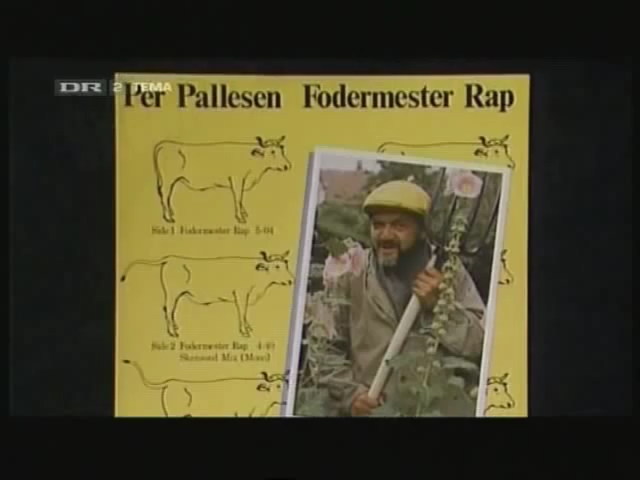 DR 2 TEMA
Per Pallesen Fodermester Rap
Side 1 Fodermester Rap 5-04
Side 2 Fodermester Rap 4-40
Skrensord Mix (Mono)